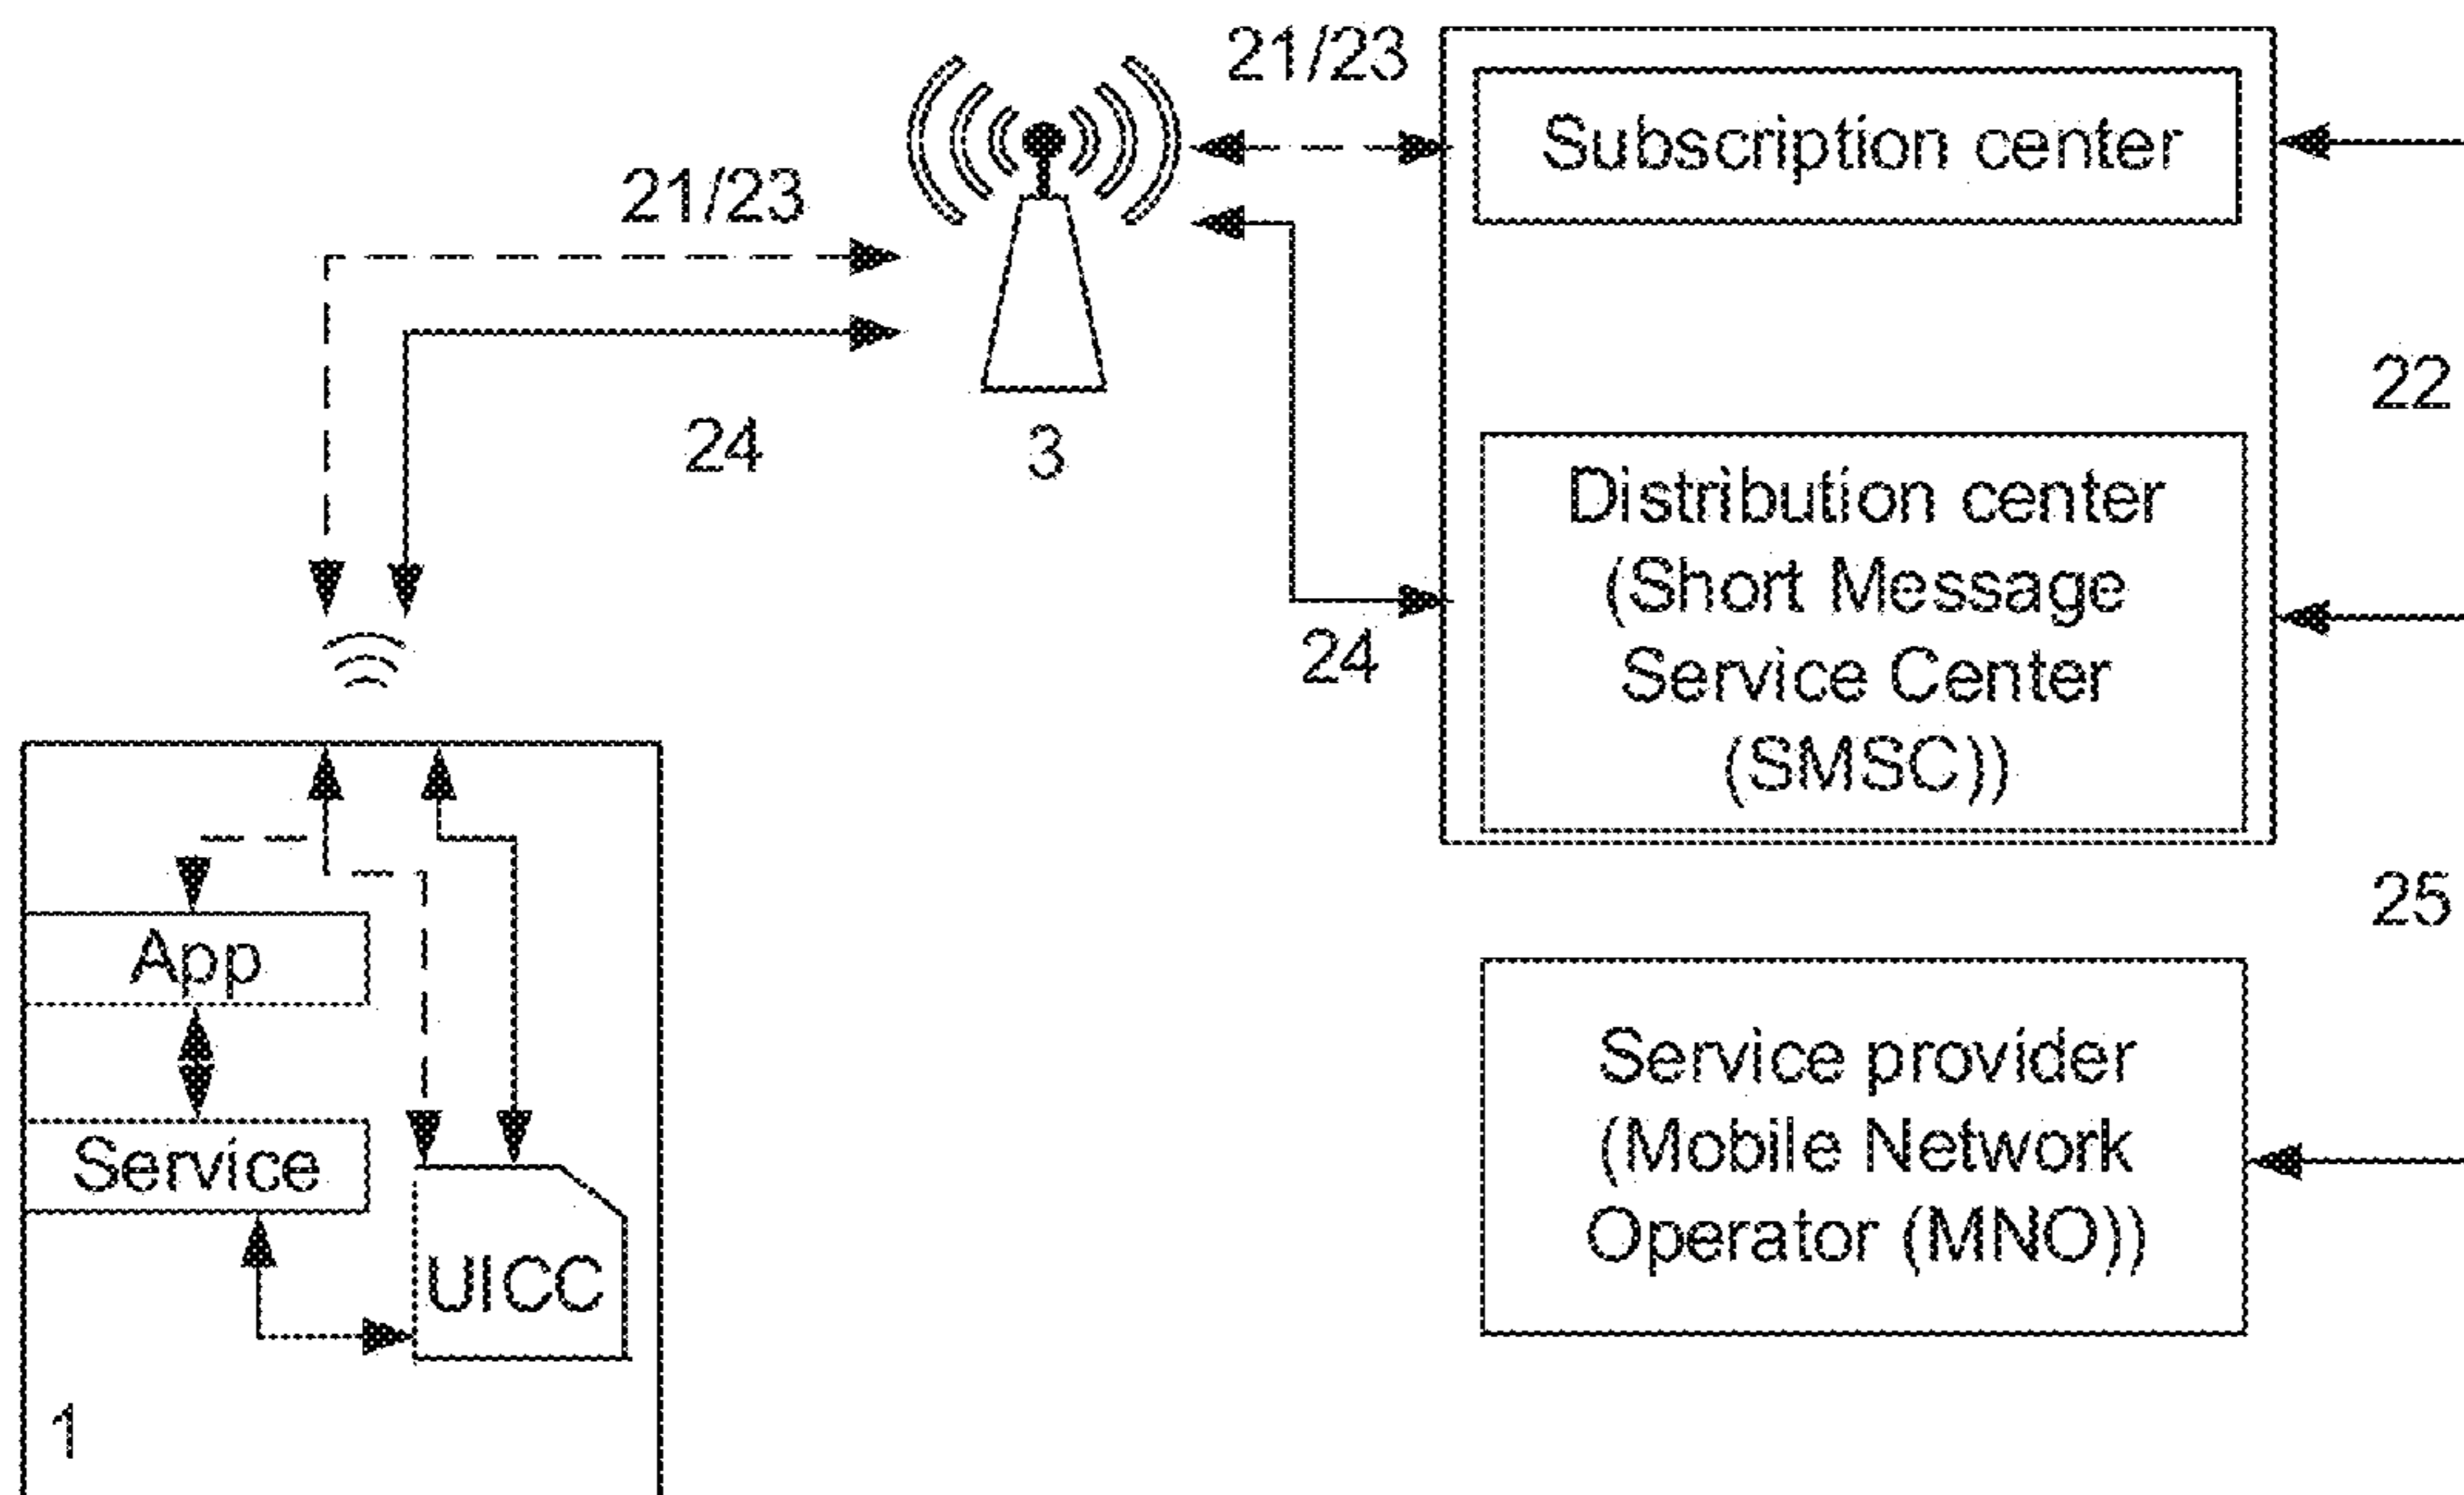 21/23
Subscription center
21/23
22
24
3
Distribution center
(Short Message
Service Center
(SMSC))
24
App
25
Service provider
(Mobile Network
Operator (MNO))
Service
UICC
1